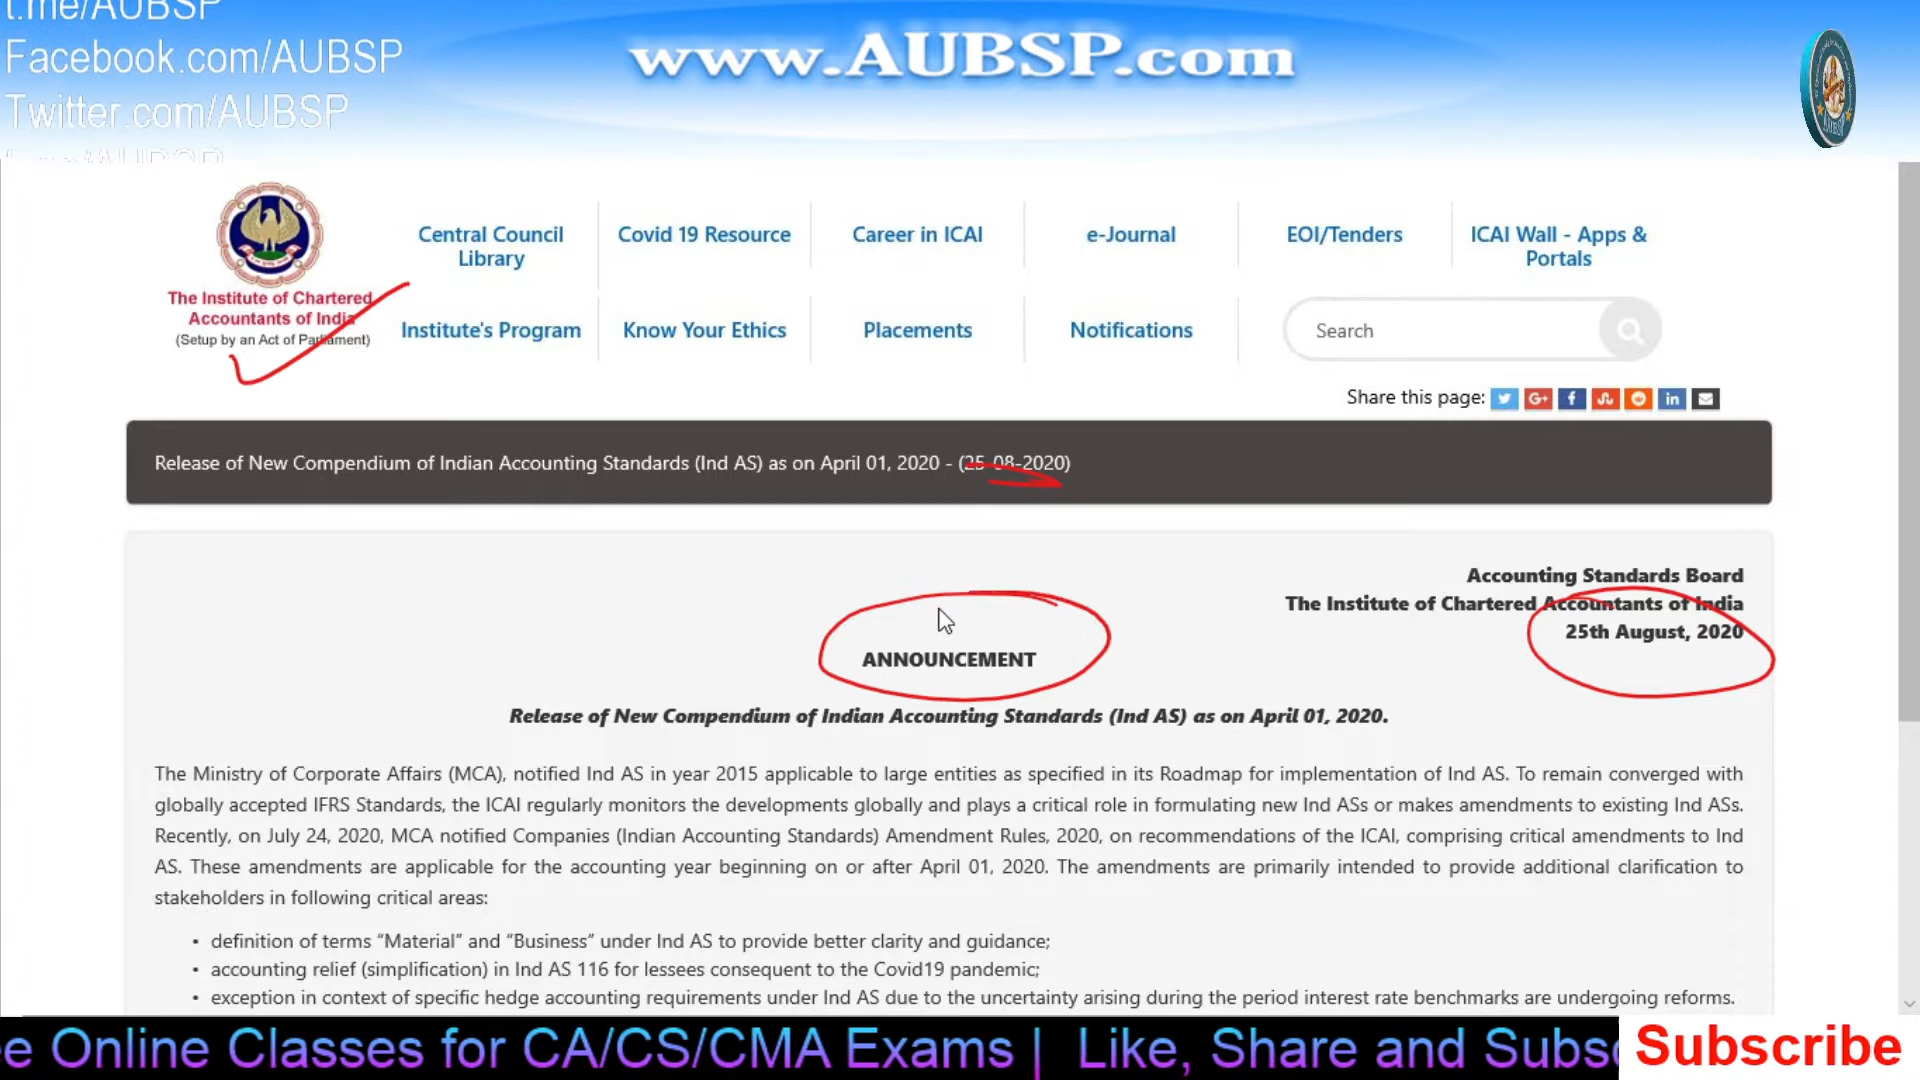 t.me/AUBSP
Facebook.com/AUBSP
Twitter.com/AUBSP
www.AUBSP.com
The Institute of Chartered
Accountants of India
(Setup by an Act of Parliament)
Central Council
Library
Covid 19 Resource
Career in ICAI
e-Journal
EOI/Tenders
ICAI Wall - Apps &
Portals
Institute's Program
Know Your Ethics
Placements
Notifications
Search
Share this page:
Release of New Compendium of Indian Accounting Standards (Ind AS) as on April 01, 2020 - (25-08-2020)
Accounting Standards Board
The Institute of Chartered Accountants of India
25th August, 2020
ANNOUNCEMENT
Release of New Compendium of Indian Accounting Standards (Ind AS) as on April 01, 2020.
The Ministry of Corporate Affairs (MCA), notified Ind AS in year 2015 applicable to large entities as specified in its Roadmap for implementation of Ind AS. To remain converged with
globally accepted IFRS Standards, the ICAI regularly monitors the developments globally and plays a critical role in formulating new Ind ASs or makes amendments to existing Ind ASs.
Recently, on July 24, 2020, MCA notified Companies (Indian Accounting Standards) Amendment Rules, 2020, on recommendations of the ICAI, comprising critical amendments to Ind
AS. These amendments are applicable for the accounting year beginning on or after April 01, 2020. The amendments are primarily intended to provide additional clarification to
stakeholders in following critical areas:
• definition of terms “Material” and “Business” under Ind AS to provide better clarity and guidance;
• accounting relief (simplification) in Ind AS 116 for lessees consequent to the Covid19 pandemic;
• exception in context of specific hedge accounting requirements under Ind AS due to the uncertainty arising during the period interest rate benchmarks are undergoing reforms.
e Online Classes for CA/CS/CMA Exams | Like, Share and Subsc
Subscribe